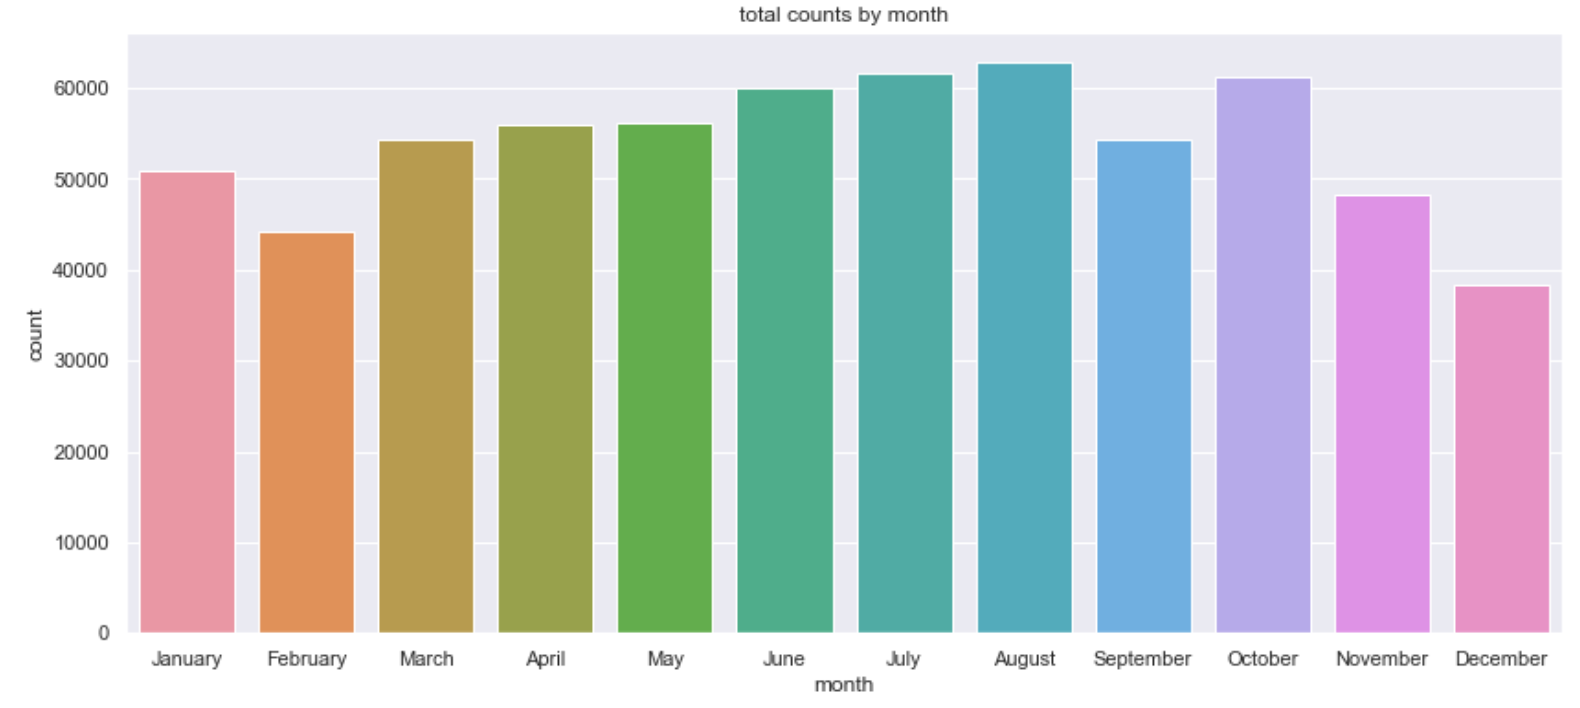 total counts by month
60000
50000
40000
30000
20000
10000
0
count
January February March April May June July August September October November December
month